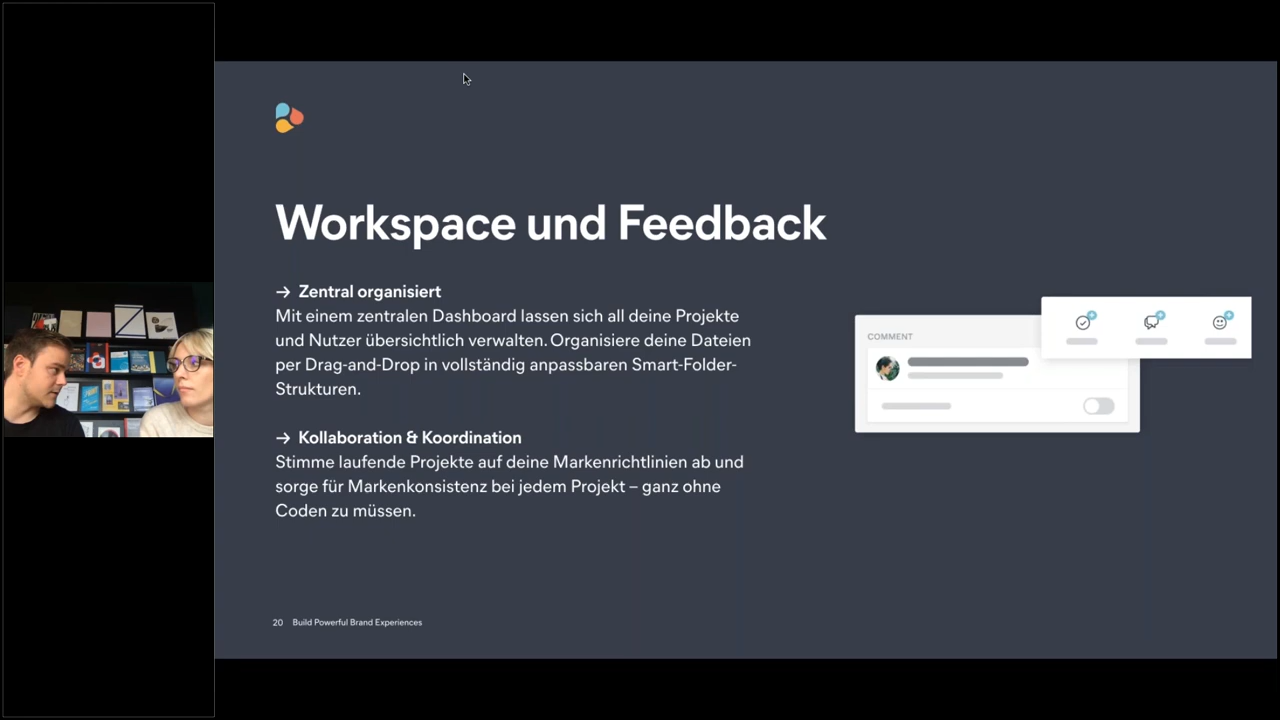 Workspace und Feedback
→ Zentral organisiert
Mit einem zentralen Dashboard lassen sich all deine Projekte
und Nutzer übersichtlich verwalten. Organisiere deine Dateien
per Drag-and-Drop in vollständig anpassbaren Smart-Folder-
Strukturen.
→ Kollaboration & Koordination
Stimme laufende Projekte auf deine Markenrichtlinien ab und
sorge für Markenkonsistenz bei jedem Projekt – ganz ohne
Coden zu müssen.
COMMENT
20 Build Powerful Brand Experiences